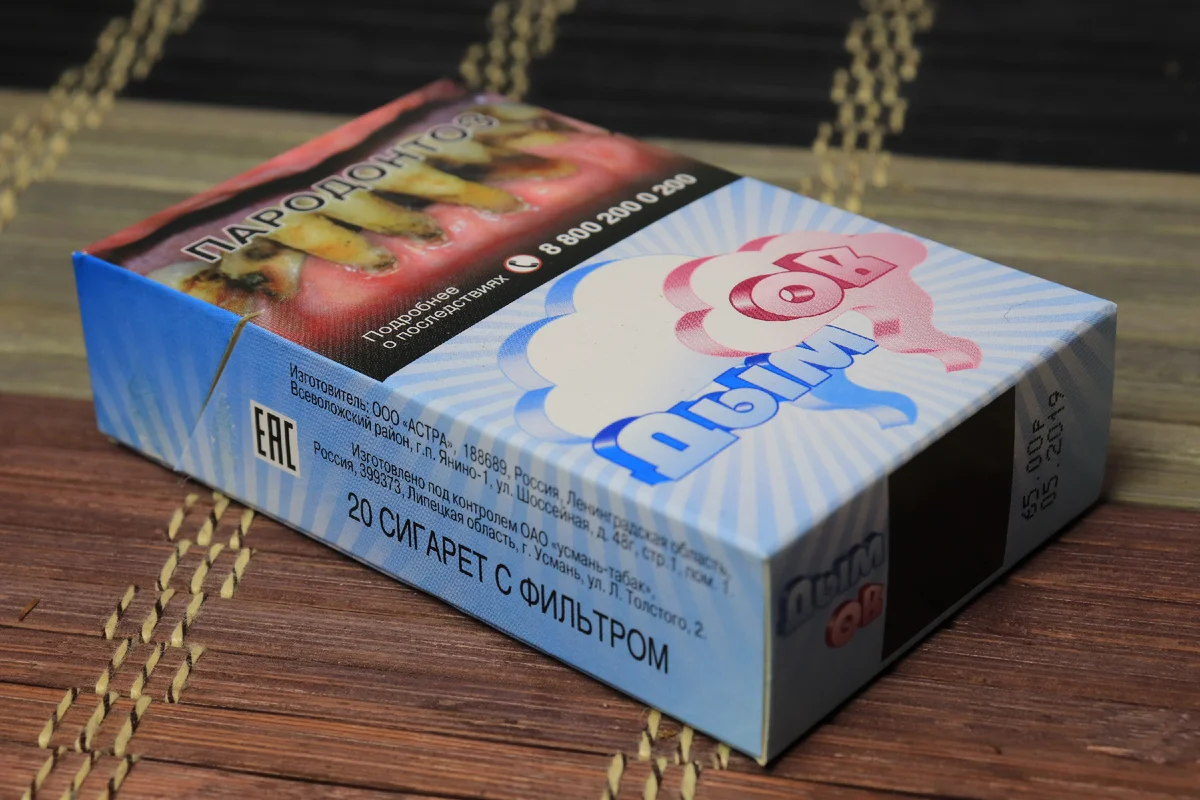 ПАРОДОНТОЗ
Подробнее
о последствиях
8 800 200 0 200
ДЫМ
ОВ
Изготовитель: ООО «АСТРА», 188689, Россия, Ленинградская область,
Всеволожский район, г.п. Янино-1, ул. Шоссейная, д. 48г, стр.1, пом. 1.
Изготовлено под контролем ОАО «усмань-табак»,
Россия, 399373, Липецкая область, г. Усмань, ул. Л. Толстого, 2.
20 СИГАРЕТ С ФИЛЬТРОМ
EAC
ДЫМ
ОВ
65.00Р
05.2019